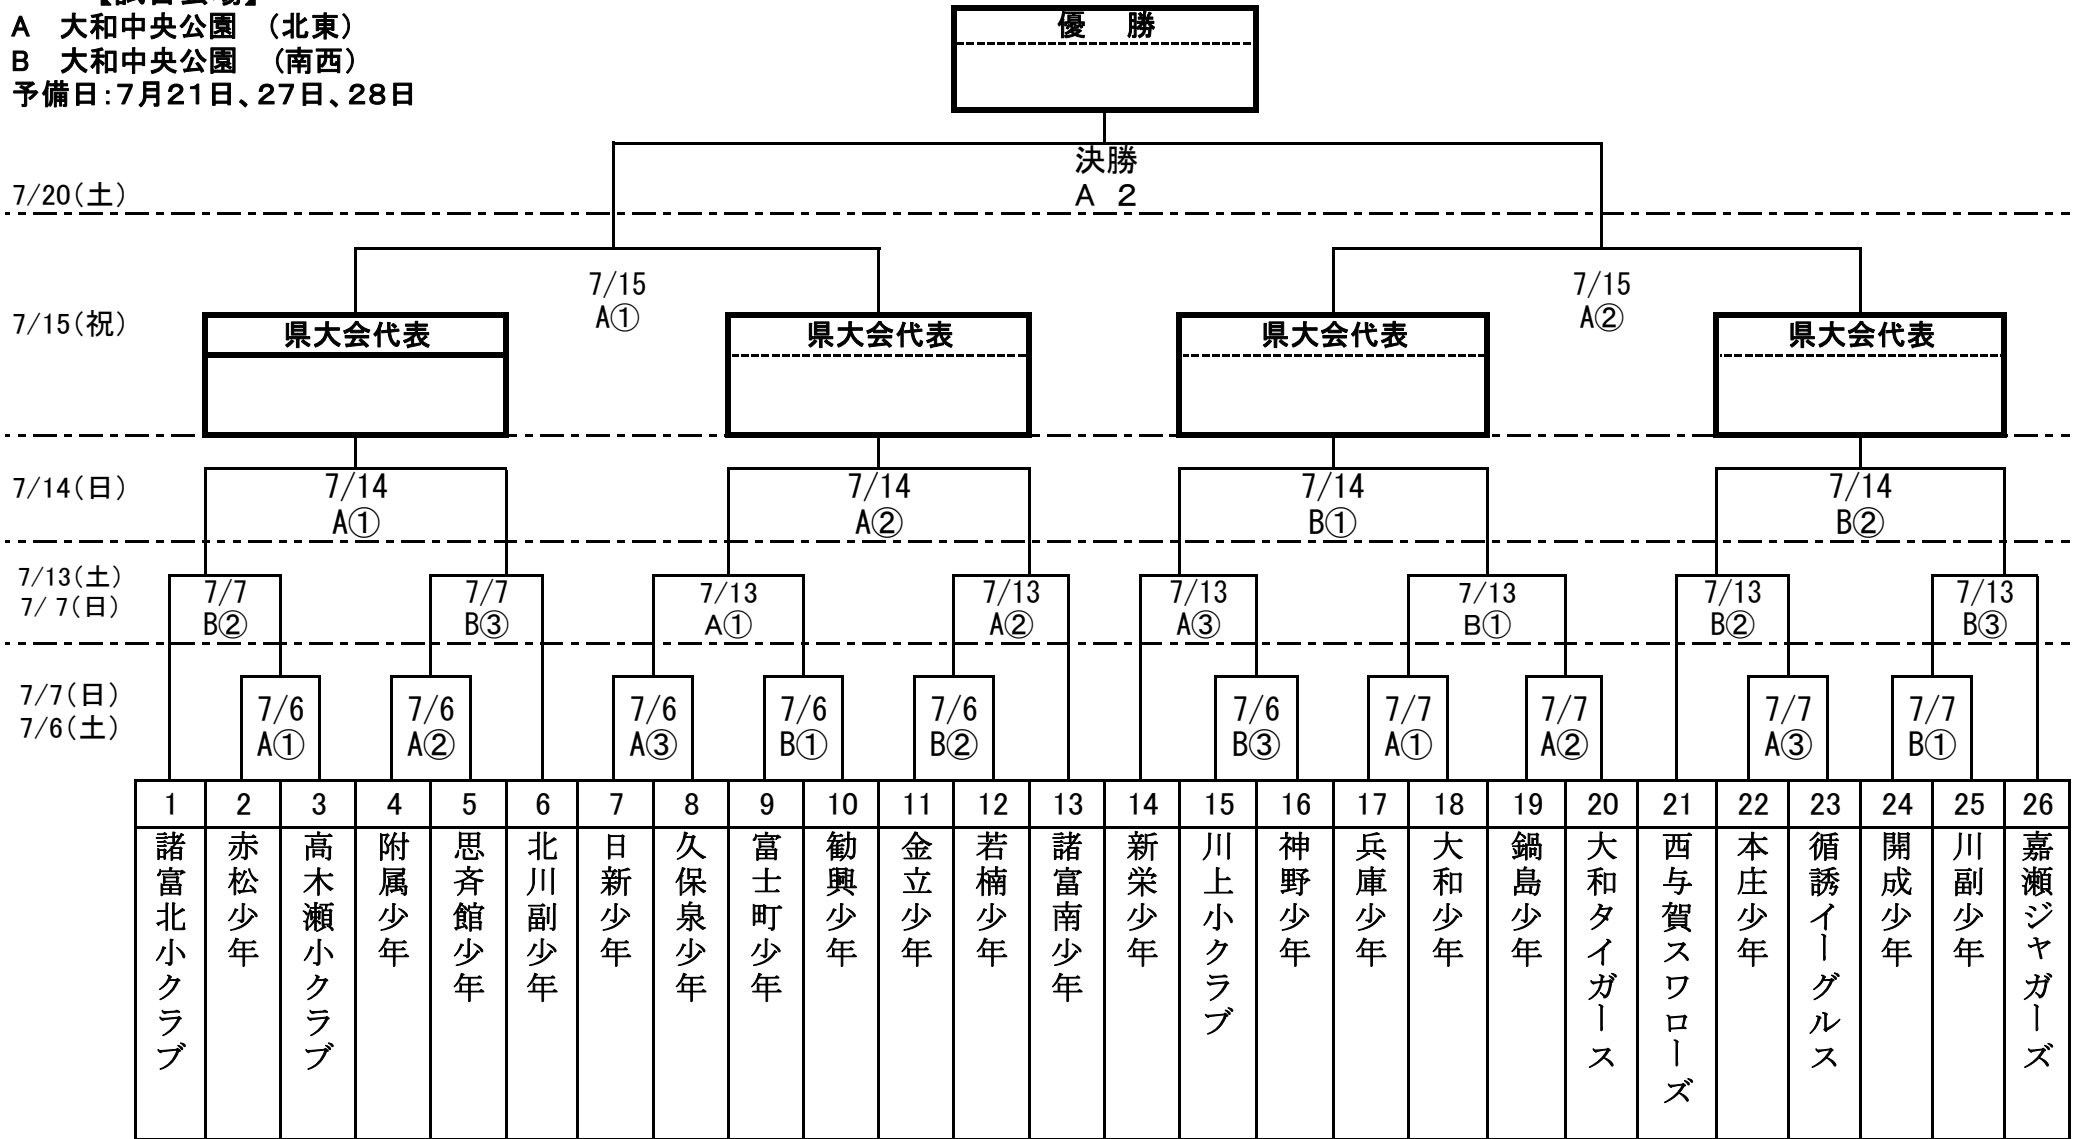 【試合会場】
A 大和中央公園 （北東）
B 大和中央公園 （南西）
予備日：7月21日、27日、28日
優 勝
決勝
A 2
7/20(土)
7/15
A①
7/15
A②
7/15(祝)
県大会代表
県大会代表
県大会代表
県大会代表
7/14(日)
7/14
A①
7/14
A②
7/14
B①
7/14
B②
7/13(土)
7/ 7(日)
7/7
B②
7/7
B③
7/13
A①
7/13
A②
7/13
A③
7/13
B①
7/13
B②
7/13
B③
7/7(日)
7/6(土)
7/6
A①
7/6
A②
7/6
A③
7/6
B①
7/6
B②
7/6
B③
7/7
A①
7/7
A②
7/7
A③
7/7
B①
1 2 3 4 5 6 7 8 9 10 11 12 13 14 15 16 17 18 19 20 21 22 23 24 25 26
諸富北小クラブ
赤松少年
高木瀬小クラブ
附属少年
思斉館少年
北川副少年
日新少年
久保泉少年
富士町少年
勧興少年
金立少年
若楠少年
諸富南少年
新栄少年
川上小クラブ
神野少年
兵庫少年
大和少年
鍋島少年
大和タイガース
西与賀スワローズ
本庄少年
循誘イーグルス
開成少年
川副少年
嘉瀬ジャガーズ